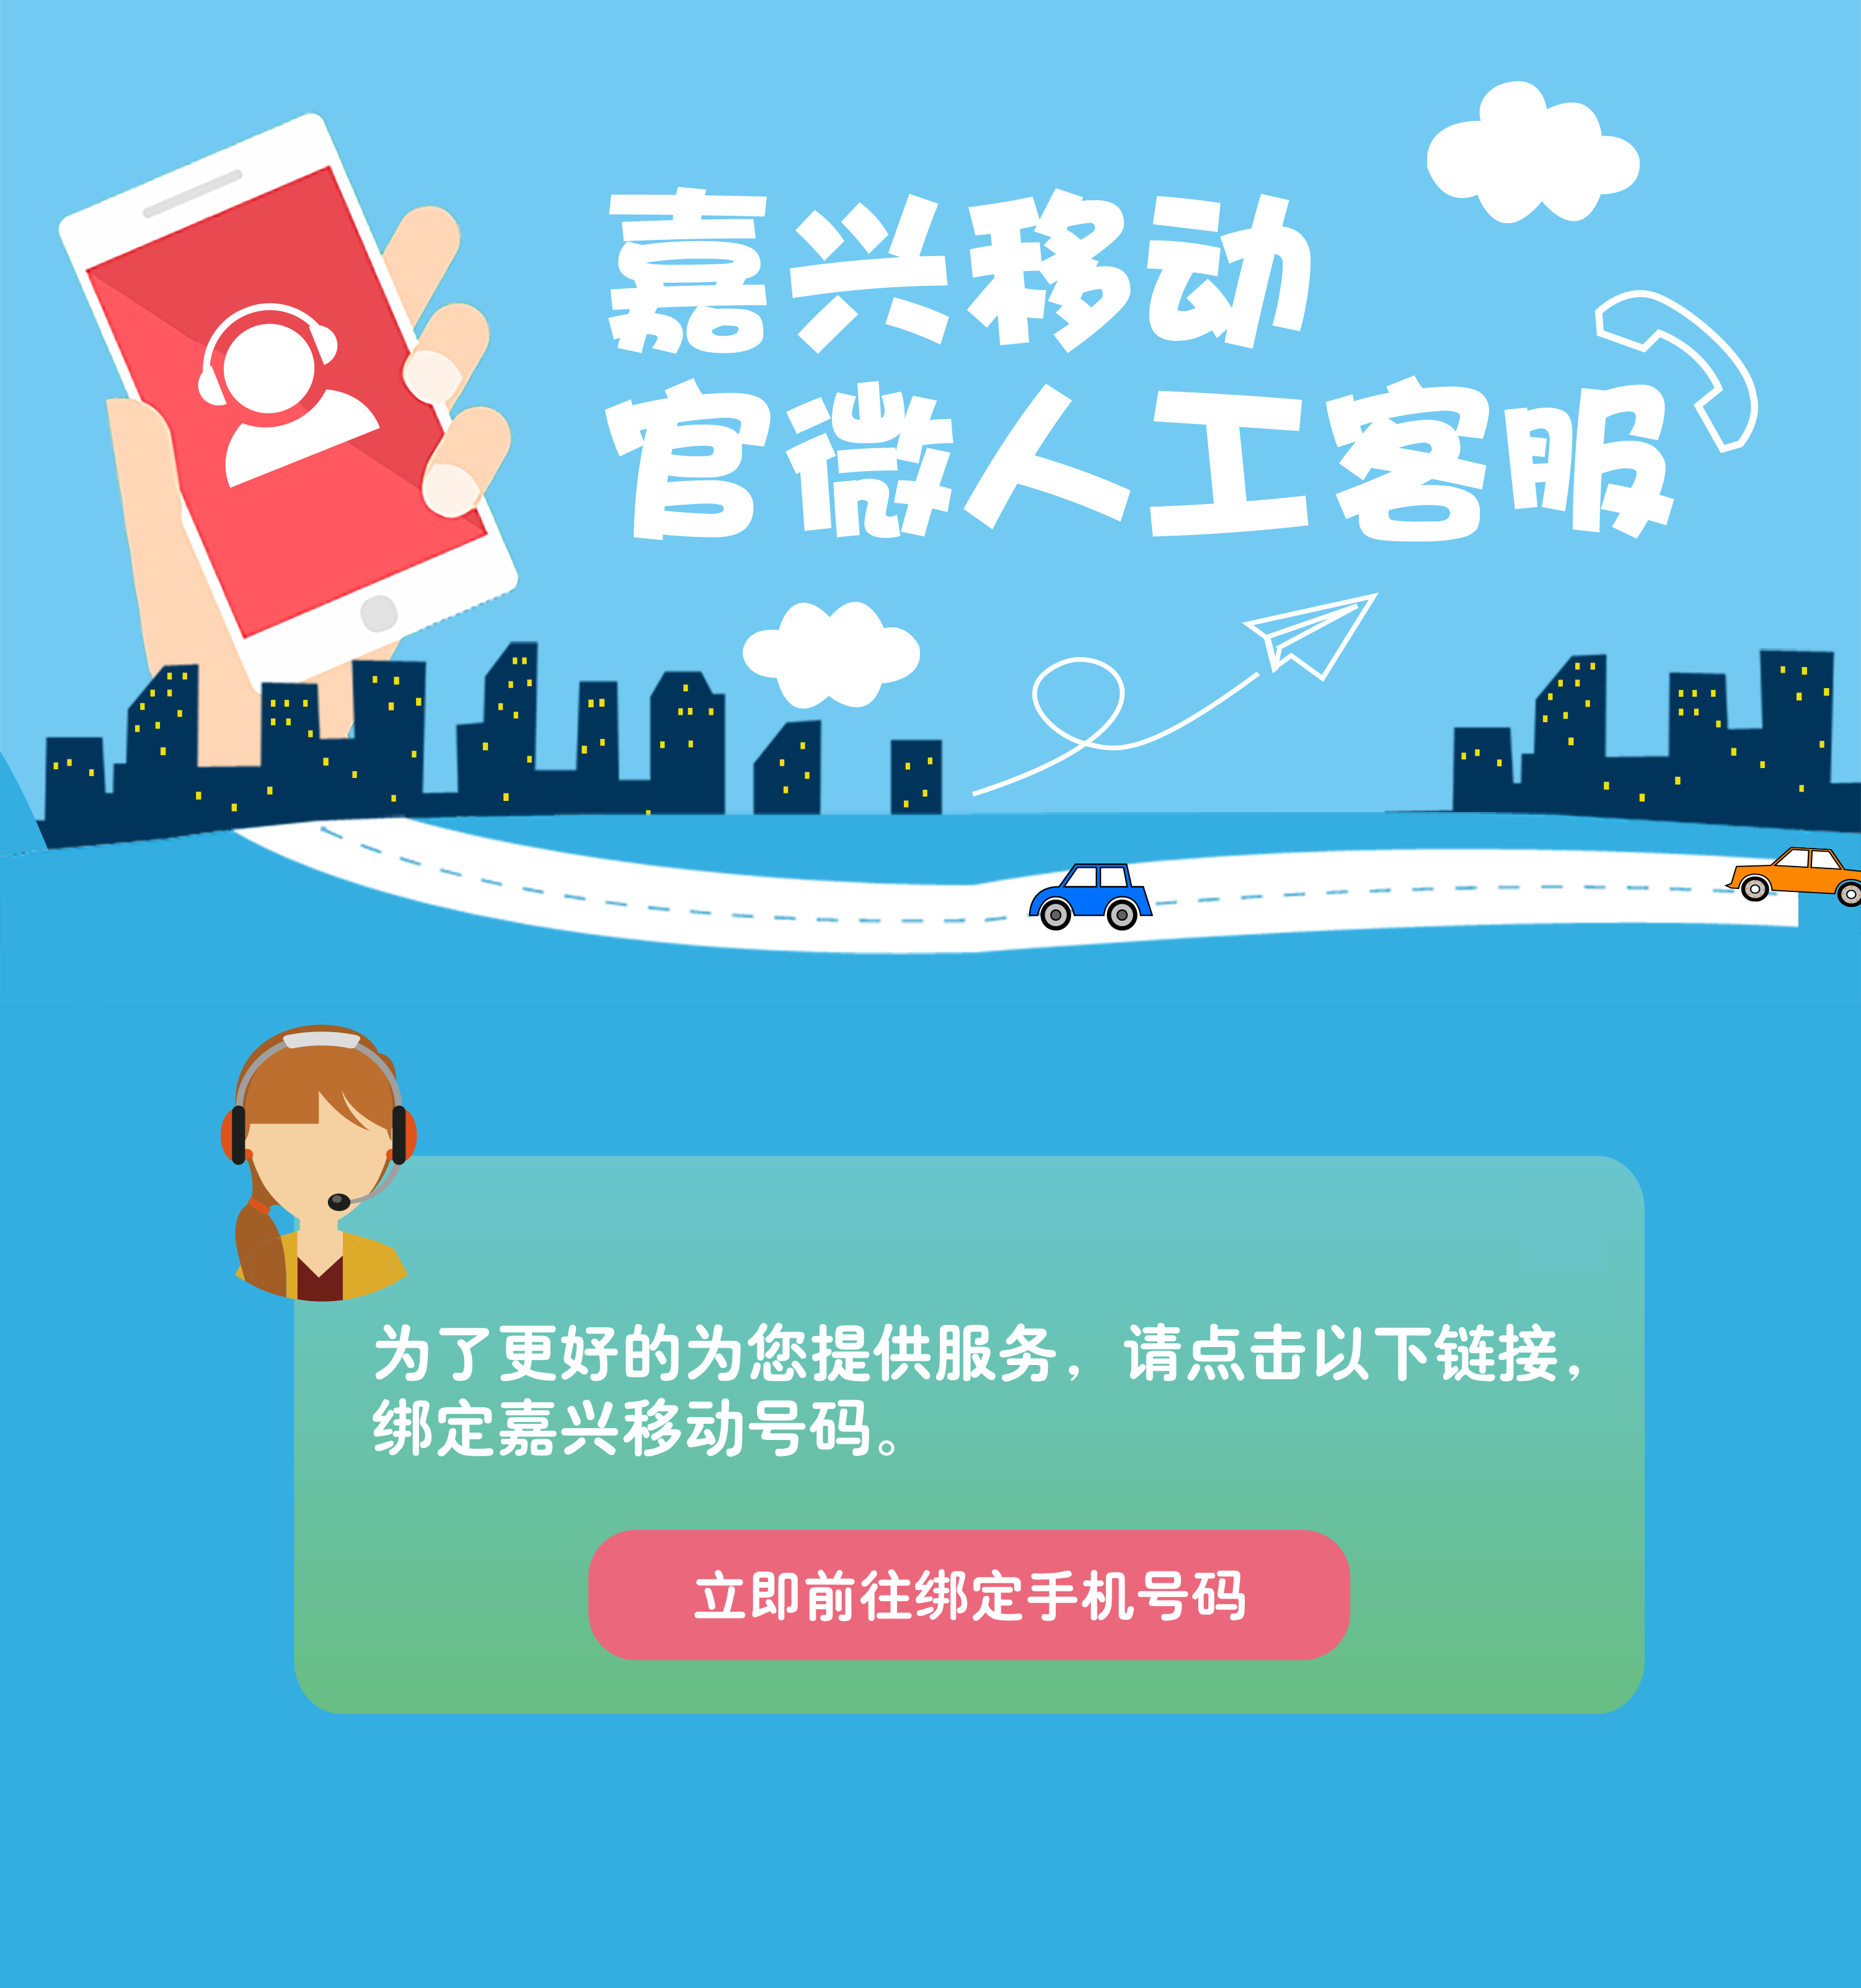 嘉兴移动
官微人工客服
为了更好的为您提供服务，请点击以下链接，
绑定嘉兴移动号码。
立即前往绑定手机号码